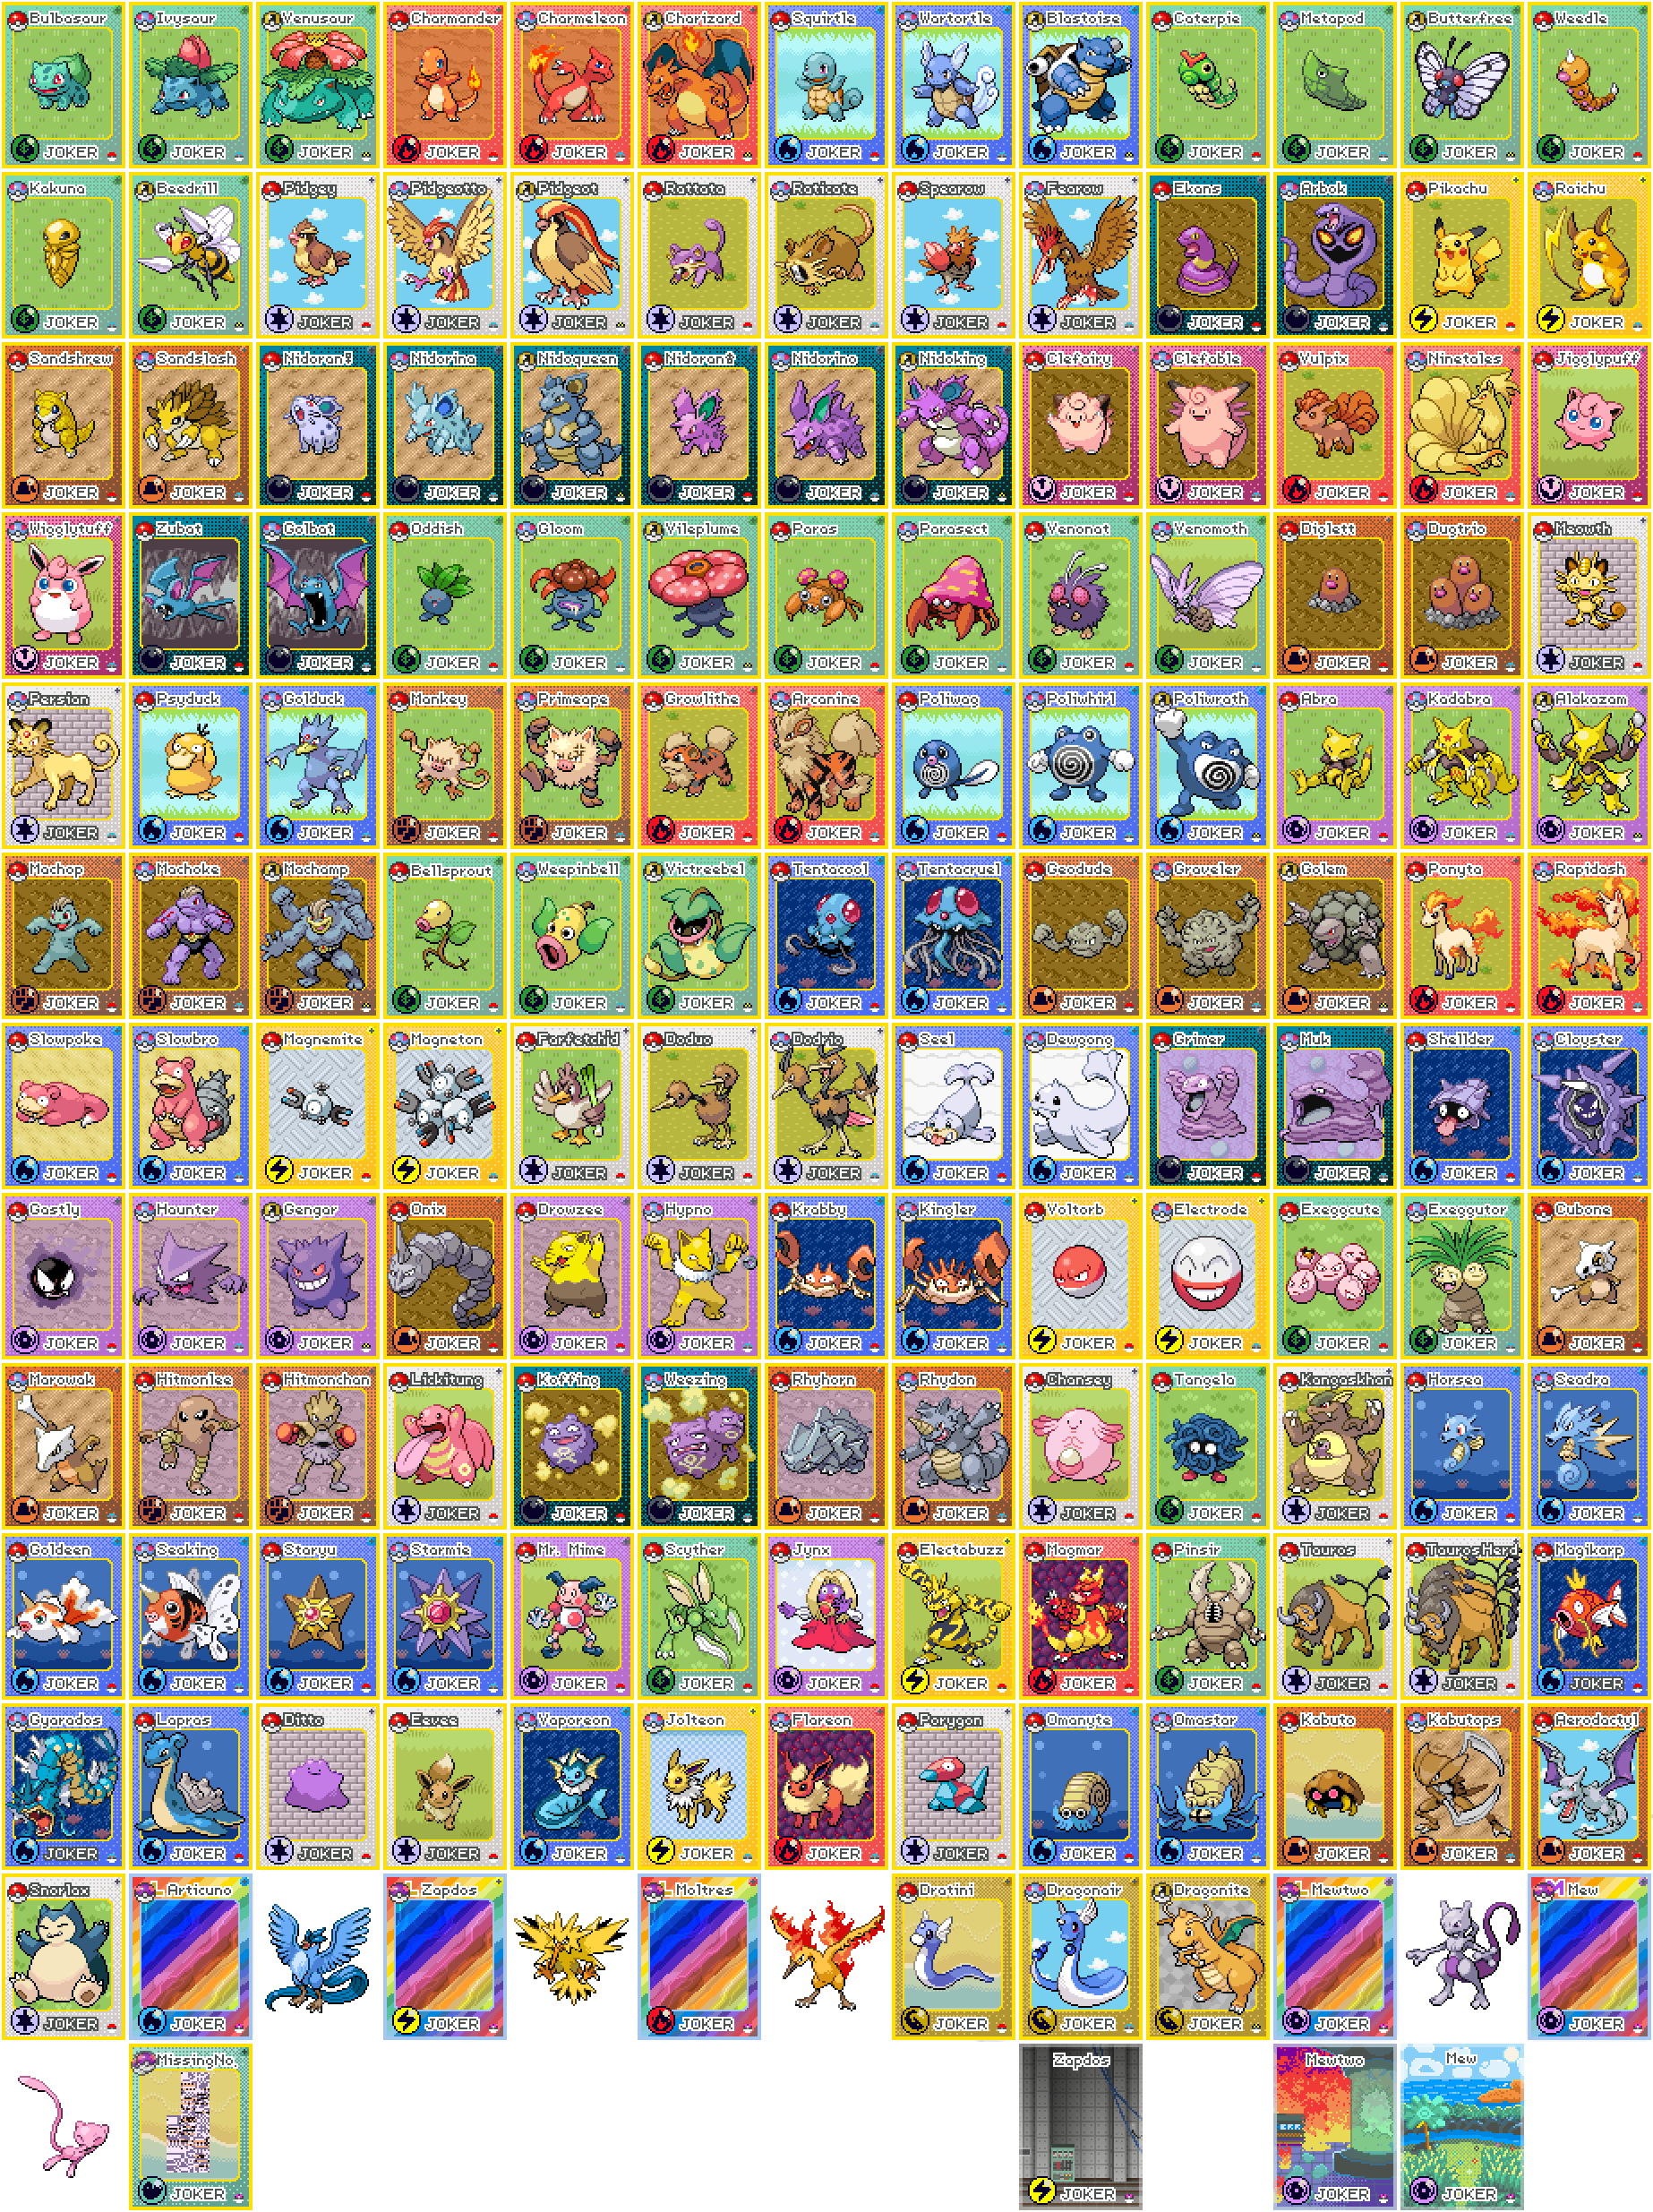 Bulbasaur Ivysaur Venusaur Charmander Charmeleon Charizard Squirtle Wartortle Blastoise Caterpie Metapod Butterfree Weedle
JOKER JOKER JOKER JOKER JOKER JOKER JOKER JOKER JOKER JOKER JOKER JOKER JOKER
Kakuna Beedrill Pidgey Pidgeotto Pidgeot Rattata Raticate Spearow Fearow Ekans Arbok Pikachu Raichu
JOKER JOKER JOKER JOKER JOKER JOKER JOKER JOKER JOKER JOKER JOKER JOKER JOKER
Sandshrew Sandslash Nidoran♀ Nidorina Nidoqueen Nidoran♂ Nidorino Nidoking Clefairy Clefable Vulpix Ninetales Jigglypuff
JOKER JOKER JOKER JOKER JOKER JOKER JOKER JOKER JOKER JOKER JOKER JOKER JOKER
Wigglytuff Zubat Golbat Oddish Gloom Vileplume Paras Parasect Venonat Venomoth Diglett Dugtrio Meowth
JOKER JOKER JOKER JOKER JOKER JOKER JOKER JOKER JOKER JOKER JOKER JOKER JOKER
Persian Psyduck Golduck Mankey Primeape Growlithe Arcanine Poliwag Poliwhirl Poliwrath Abra Kadabra Alakazam
JOKER JOKER JOKER JOKER JOKER JOKER JOKER JOKER JOKER JOKER JOKER JOKER JOKER
Machop Machoke Machamp Bellsprout Weepinbell Victreebel Tentacool Tentacruel Geodude Graveler Golem Ponyta Rapidash
JOKER JOKER JOKER JOKER JOKER JOKER JOKER JOKER JOKER JOKER JOKER JOKER JOKER
Slowpoke Slowbro Magnemite Magneton Farfetch'd Doduo Dodrio Seel Dewgong Grimer Muk Shellder Cloyster
JOKER JOKER JOKER JOKER JOKER JOKER JOKER JOKER JOKER JOKER JOKER JOKER JOKER
Gastly Haunter Gengar Onix Drowzee Hypno Krabby Kingler Voltorb Electrode Exeggcute Exeggutor Cubone
JOKER JOKER JOKER JOKER JOKER JOKER JOKER JOKER JOKER JOKER JOKER JOKER JOKER
Marowak Hitmonlee Hitmonchan Lickitung Koffing Weezing Rhyhorn Rhydon Chansey Tangela Kangaskhan Horsea Seadra
JOKER JOKER JOKER JOKER JOKER JOKER JOKER JOKER JOKER JOKER JOKER JOKER JOKER
Goldeen Seaking Staryu Starmie Mr. Mime Scyther Jynx Electabuzz Magmar Pinsir Tauros Tauros Herd Magikarp
JOKER JOKER JOKER JOKER JOKER JOKER JOKER JOKER JOKER JOKER JOKER JOKER JOKER
Gyarados Lapras Ditto Eevee Vaporeon Jolteon Flareon Porygon Omanyte Omastar Kabuto Kabutops Aerodactyl
JOKER JOKER JOKER JOKER JOKER JOKER JOKER JOKER JOKER JOKER JOKER JOKER JOKER
Snorlax L Articuno L Zapdos L Moltres Dratini Dragonair Dragonite L Mewtwo M Mew
JOKER JOKER JOKER JOKER JOKER JOKER JOKER JOKER JOKER
MissingNo. Zapdos Mewtwo Mew
JOKER JOKER JOKER JOKER